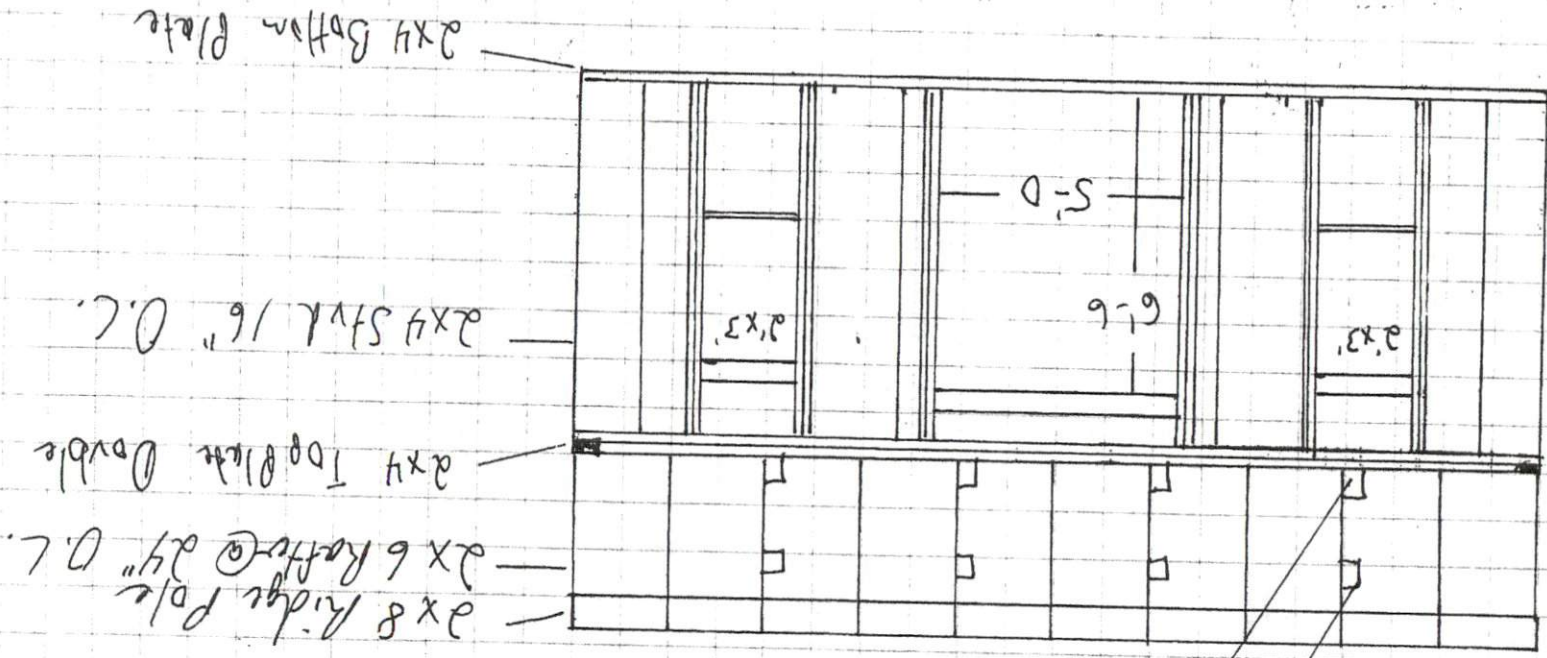 2x8 Ridge Pole
2x6 Rafter @ 24" O.C.
2x4 Top Plate Double
2x4 Stud 16" O.C.
2x4 Bottom Plate
2'x3'
6'-6
5'-0
2'x3'